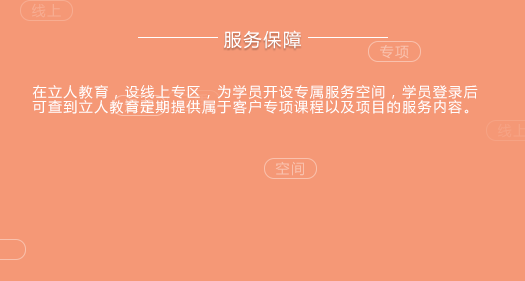 线上
服务保障
专项
在立人教育，设线上专区，为学员开设专属服务空间，学员登录后
可查到立人教育定期提供属于客户专项课程以及项目的服务内容。
线上
空间